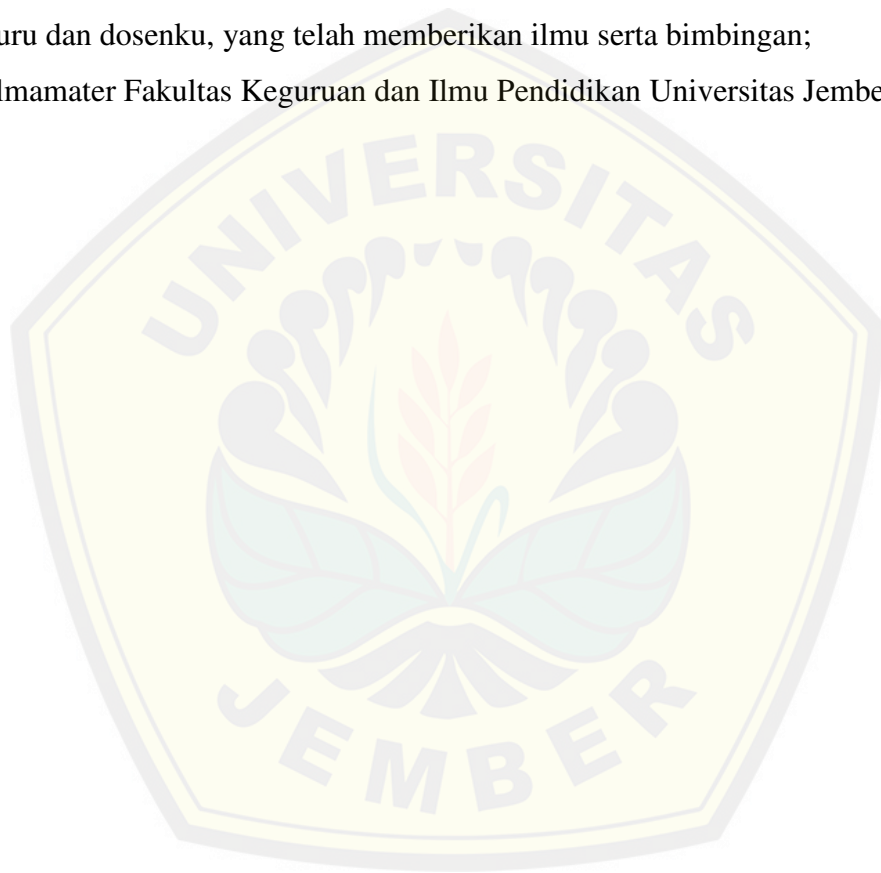 uru dan dosenku, yang telah memberikan ilmu serta bimbingan;
lmamater Fakultas Keguruan dan Ilmu Pendidikan Universitas Jembe
UNIVERSITAS
JEMBER